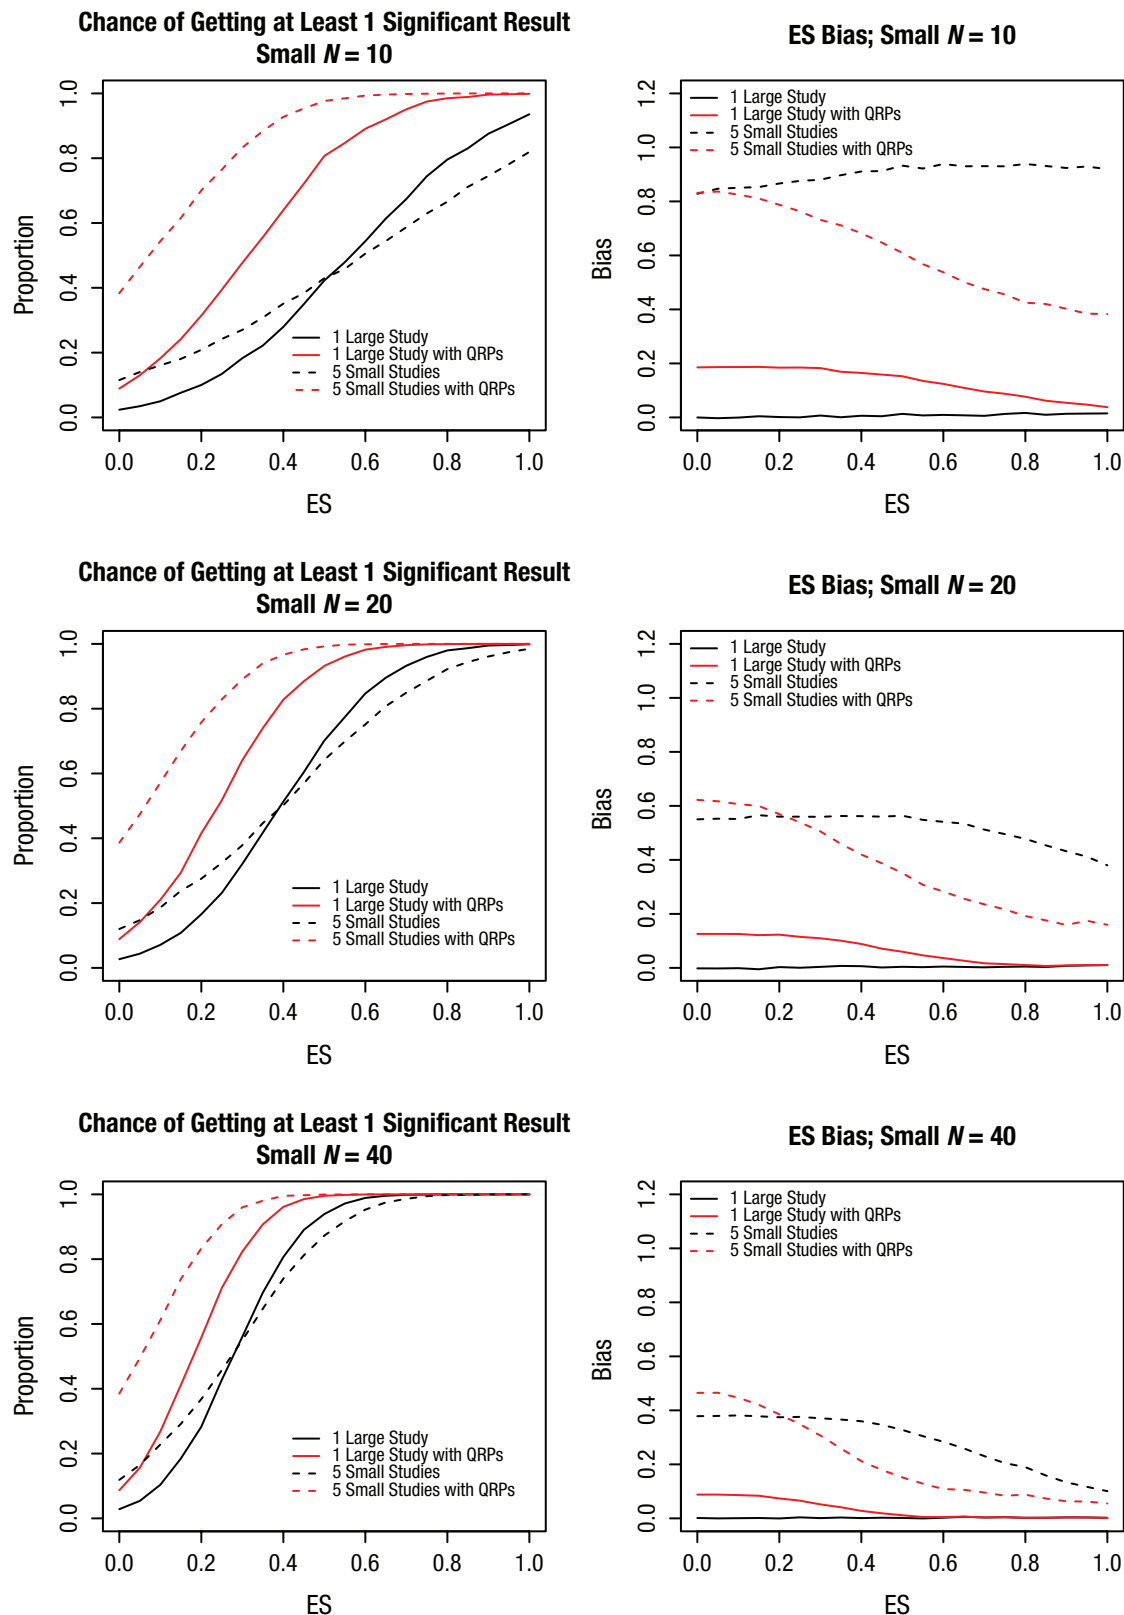 Chance of Getting at Least 1 Significant Result
Small N = 10
Proportion
0.0 0.2 0.4 0.6 0.8 1.0
1 Large Study
1 Large Study with QRPs
5 Small Studies
5 Small Studies with QRPs
0.0 0.2 0.4 0.6 0.8 1.0
ES
ES Bias; Small N = 10
Bias
0.0 0.2 0.4 0.6 0.8 1.0 1.2
1 Large Study
1 Large Study with QRPs
5 Small Studies
5 Small Studies with QRPs
0.0 0.2 0.4 0.6 0.8 1.0
ES
Chance of Getting at Least 1 Significant Result
Small N = 20
Proportion
0.0 0.2 0.4 0.6 0.8 1.0
1 Large Study
1 Large Study with QRPs
5 Small Studies
5 Small Studies with QRPs
0.0 0.2 0.4 0.6 0.8 1.0
ES
ES Bias; Small N = 20
Bias
0.0 0.2 0.4 0.6 0.8 1.0 1.2
1 Large Study
1 Large Study with QRPs
5 Small Studies
5 Small Studies with QRPs
0.0 0.2 0.4 0.6 0.8 1.0
ES
Chance of Getting at Least 1 Significant Result
Small N = 40
Proportion
0.0 0.2 0.4 0.6 0.8 1.0
1 Large Study
1 Large Study with QRPs
5 Small Studies
5 Small Studies with QRPs
0.0 0.2 0.4 0.6 0.8 1.0
ES
ES Bias; Small N = 40
Bias
0.0 0.2 0.4 0.6 0.8 1.0 1.2
1 Large Study
1 Large Study with QRPs
5 Small Studies
5 Small Studies with QRPs
0.0 0.2 0.4 0.6 0.8 1.0
ES